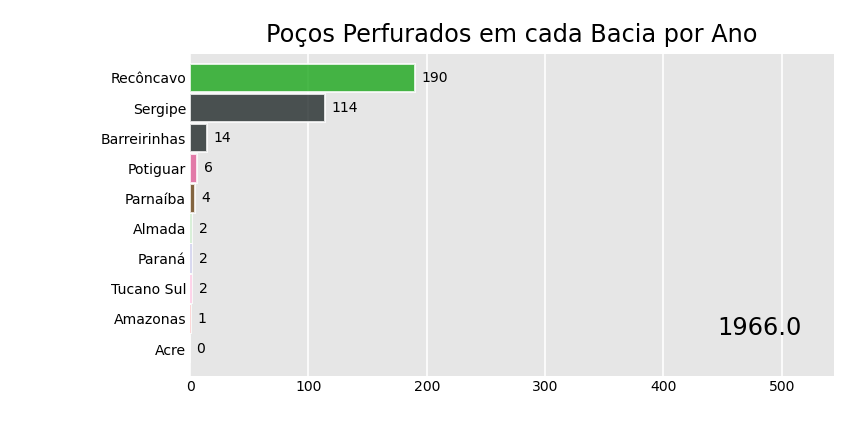 Poços Perfurados em cada Bacia por Ano
Recôncavo 190
Sergipe 114
Barreirinhas 14
Potiguar 6
Parnaíba 4
Almada 2
Paraná 2
Tucano Sul 2
Amazonas 1
1966.0
Acre 0
0 100 200 300 400 500